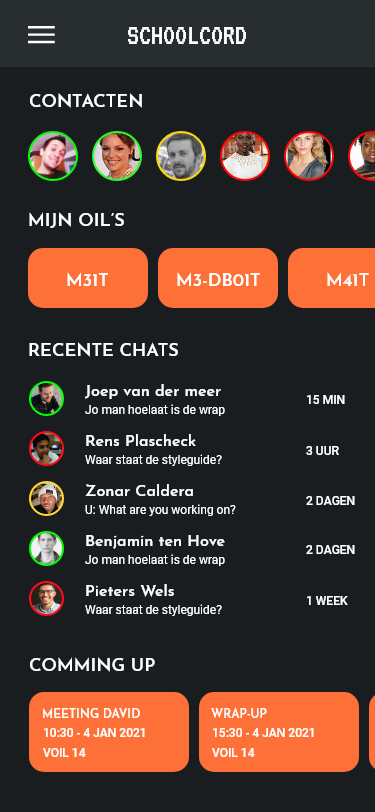 SCHOOLCORD
CONTACTEN
MIJN OIL'S
M31T
M3-DB01T
M41T
RECENTE CHATS
Joep van der meer
Jo man hoelaat is de wrap
15 MIN
Rens Plascheck
Waar staat de styleguide?
3 UUR
Zonar Caldera
U: What are you working on?
2 DAGEN
Benjamin ten Hove
Jo man hoelaat is de wrap
2 DAGEN
Pieters Wels
Waar staat de styleguide?
1 WEEK
COMMING UP
MEETING DAVID
10:30 - 4 JAN 2021
VOIL 14
WRAP-UP
15:30 - 4 JAN 2021
VOIL 14